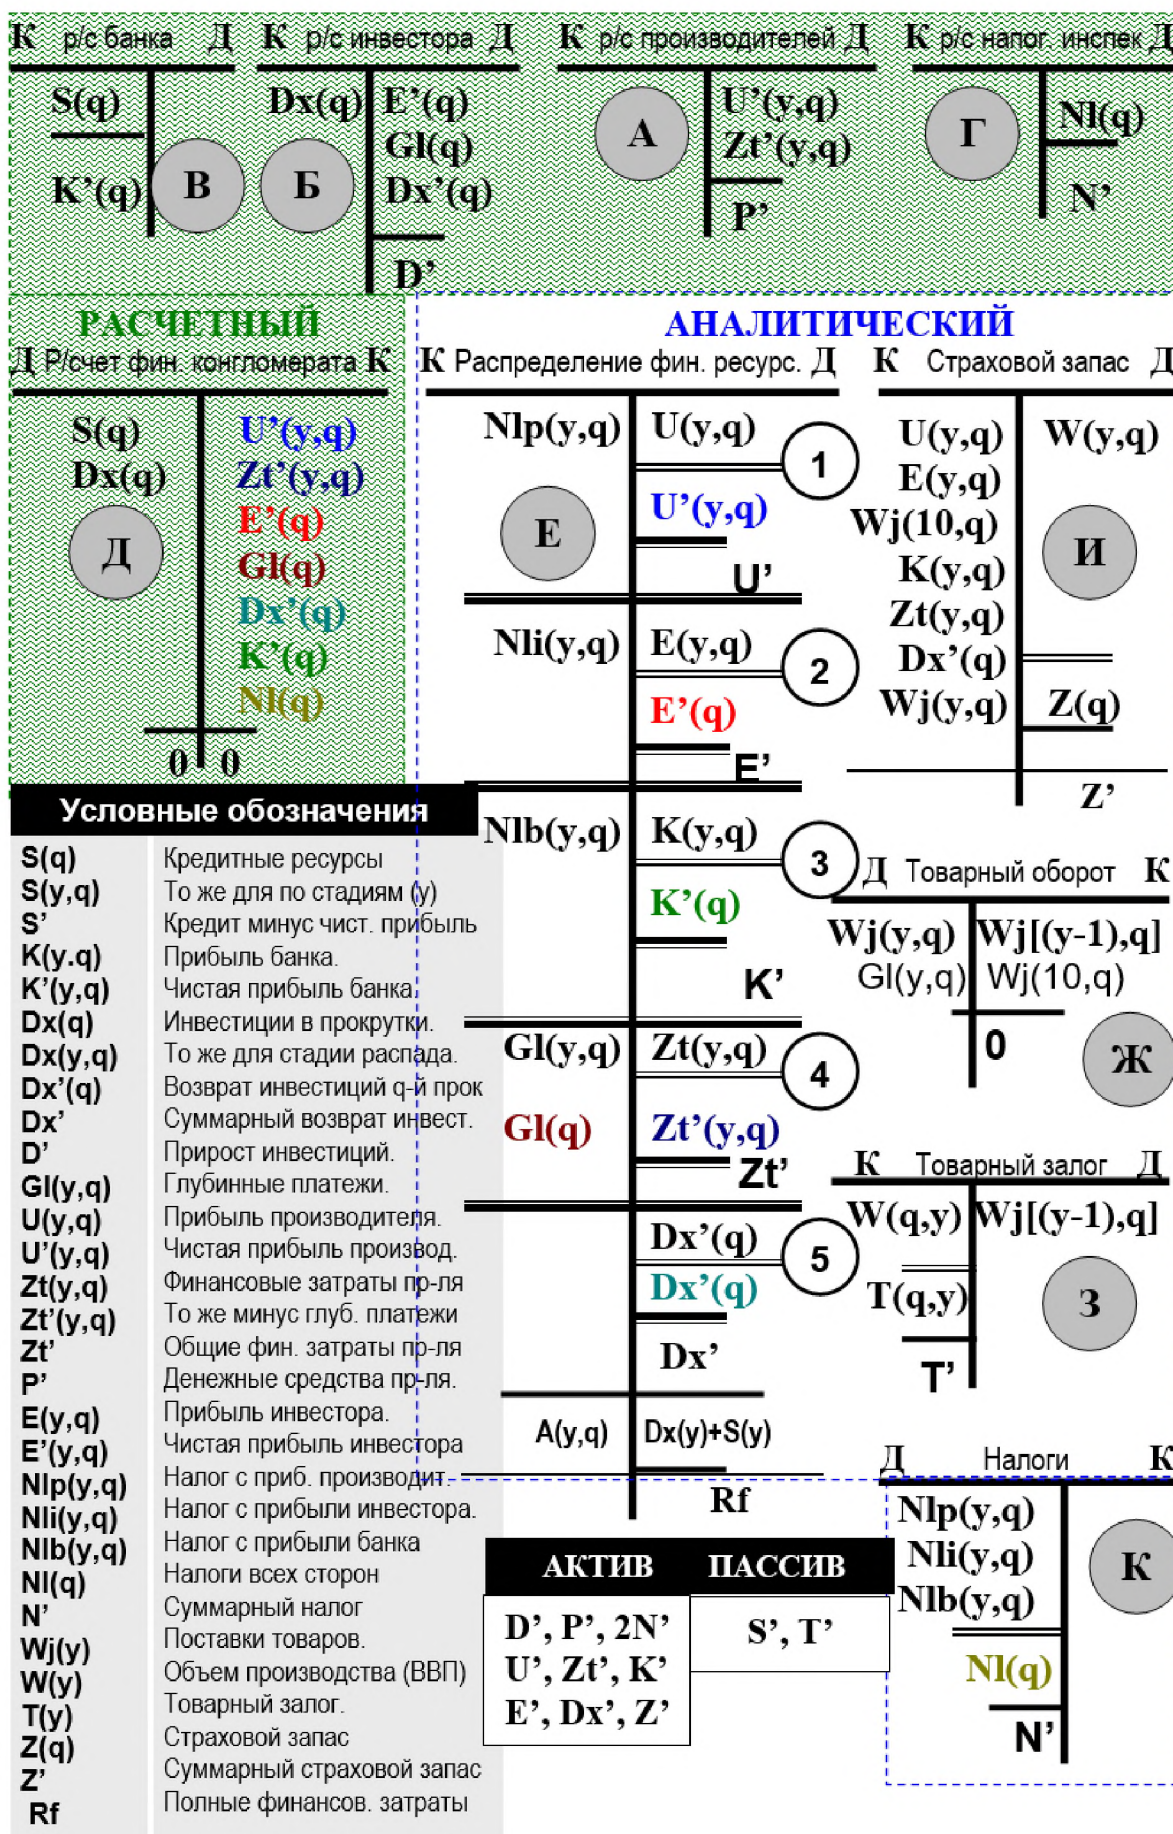 К р/с банка Д
S(q)
K’(q)
В
К р/с инвестора Д
Dx(q) E’(q)
Gl(q)
Dx’(q)
D’
Б
К р/с производителей Д
U’(y,q)
Zt’(y,q)
P’
А
К р/с налог. инспек Д
Nl(q)
N’
Г
РАСЧЕТНЫЙ
Д Р/счет фин. конгломерата К
S(q) U’(y,q)
Dx(q) Zt’(y,q)
E’(q)
Gl(q)
Dx’(q)
K’(q)
Nl(q)
0 0
Д
АНАЛИТИЧЕСКИЙ
К Распределение фин. ресурс. Д
Nlp(y,q) U(y,q)
1
U’(y,q)
Е
U’
Nli(y,q) E(y,q)
2
E’(q)
E’
Nlb(y,q) K(y,q)
3
K’(q)
K’
Gl(y,q) Zt(y,q)
4
Gl(q) Zt’(y,q)
Zt’
Dx’(q)
5
Dx’(q)
Dx’
A(y,q) Dx(y)+S(y)
Rf
К Страховой запас Д
U(y,q) W(y,q)
E(y,q)
Wj(10,q)
K(y,q)
Zt(y,q)
Dx’(q)
Wj(y,q) Z(q)
Z’
И
Д Товарный оборот К
Wj(y,q) Wj[(y-1),q]
Gl(y,q) Wj(10,q)
0
Ж
К Товарный залог Д
W(q,y) Wj[(y-1),q]
T(q,y)
T’
З
Д Налоги К
Nlp(y,q)
Nli(y,q)
Nlb(y,q)
Nl(q)
N’
К
Условные обозначения
S(q) Кредитные ресурсы
S(y,q) То же для по стадиям (y)
S’ Кредит минус чист. прибыль
K(y.q) Прибыль банка.
K’(y,q) Чистая прибыль банка.
Dx(q) Инвестиции в прокрутки.
Dx(y,q) То же для стадии распада.
Dx’(q) Возврат инвестиций q-й прок
Dx’ Суммарный возврат инвест.
D’ Прирост инвестиций.
Gl(y,q) Глубинные платежи.
U(y,q) Прибыль производителя.
U’(y,q) Чистая прибыль производ.
Zt(y,q) Финансовые затраты пр-ля
Zt’(y,q) То же минус глуб. платежи
Zt’ Общие фин. затраты пр-ля
P’ Денежные средства пр-ля.
E(y,q) Прибыль инвестора.
E’(y,q) Чистая прибыль инвестора
Nlp(y,q) Налог с приб. производит.
Nli(y,q) Налог с прибыли инвестора.
Nlb(y,q) Налог с прибыли банка
Nl(q) Налоги всех сторон
N’ Суммарный налог
Wj(y) Поставки товаров.
W(y) Объем производства (ВВП)
T(y) Товарный залог.
Z(q) Страховой запас
Z’ Суммарный страховой запас
Rf Полные финансов. затраты
АКТИВ ПАССИВ
D’, P’, 2N’ S’, T’
U’, Zt’, K’
E’, Dx’, Z’